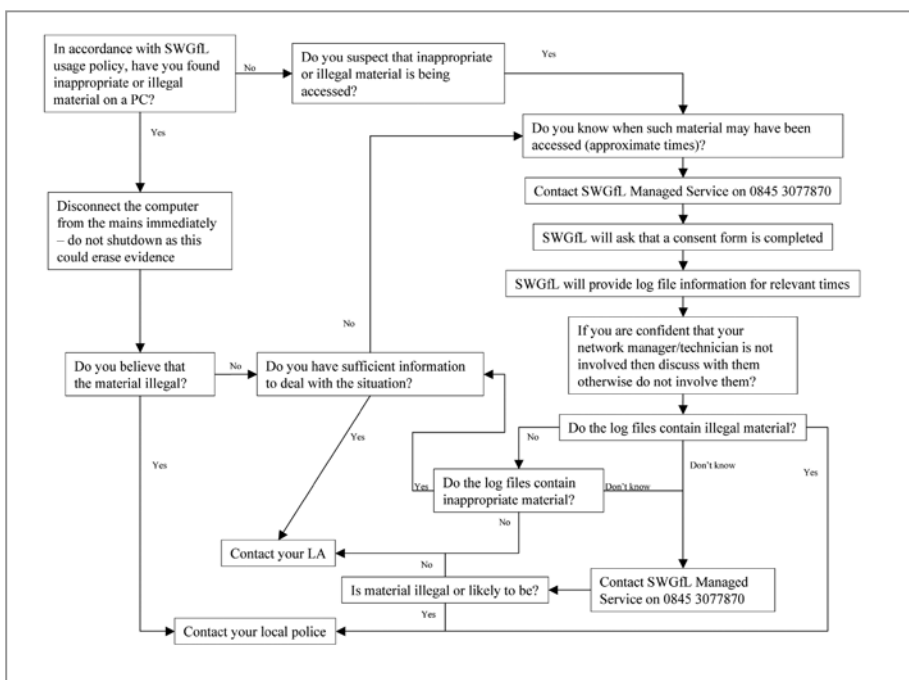 In accordance with SWGfL
usage policy, have you found
inappropriate or illegal
material on a PC?
No
Do you suspect that inappropriate
or illegal material is being
accessed?
Yes
Yes
Do you know when such material may have been
accessed (approximate times)?
Contact SWGfL Managed Service on 0845 3077870
Disconnect the computer
from the mains immediately
– do not shutdown as this
could erase evidence
SWGfL will ask that a consent form is completed
SWGfL will provide log file information for relevant times
No
If you are confident that your
network manager/technician is not
involved then discuss with them
otherwise do not involve them?
Do you believe that
the material illegal?
No
Do you have sufficient information
to deal with the situation?
Yes
Do the log files contain illegal material?
No
Don't know
Yes
Yes
Yes
Do the log files contain
inappropriate material?
Don't know
No
Contact your LA
No
Is material illegal or likely to be?
Contact SWGfL Managed
Service on 0845 3077870
Yes
Contact your local police